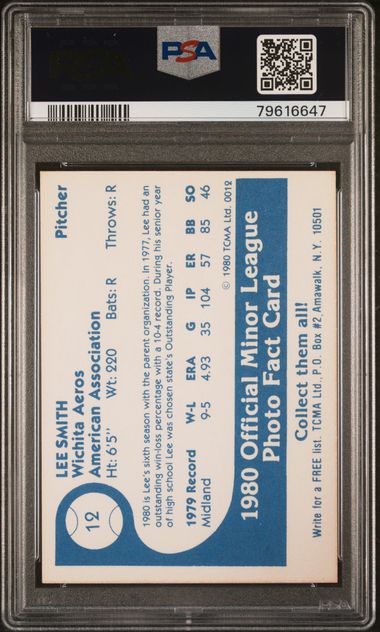 PSA
PSA
79616647
12
LEE SMITH Pitcher
Wichita Aeros
American Association
Ht: 6'5" Wt: 220 Bats: R Throws: R
1980 is Lee's sixth season with the parent organization. In 1977, Lee had an
outstanding win-loss percentage with a 10-4 record. During his senior year
of high school Lee was chosen state's Outstanding Player.
1979 Record W-L ERA G IP ER BB SO
Midland 9-5 4.93 35 104 57 85 46
© 1980 TCMA Ltd. 0012
1980 Official Minor League
Photo Fact Card
Collect them all!
Write for a FREE list. TCMA Ltd., P.O. Box #2, Amawalk, N.Y. 10501